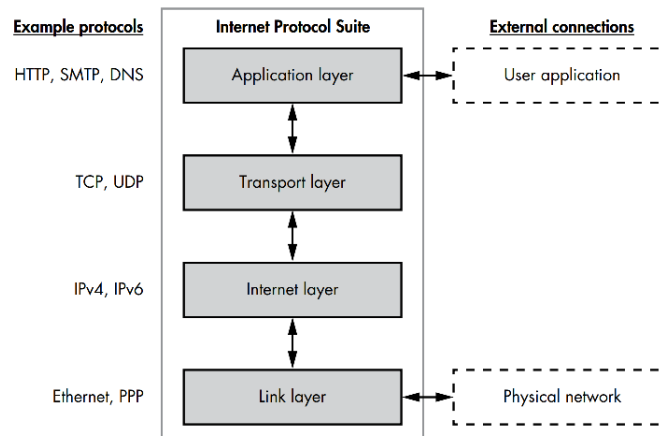 Example protocols
Internet Protocol Suite
External connections
HTTP, SMTP, DNS
Application layer
User application
TCP, UDP
Transport layer
IPv4, IPv6
Internet layer
Ethernet, PPP
Link layer
Physical network